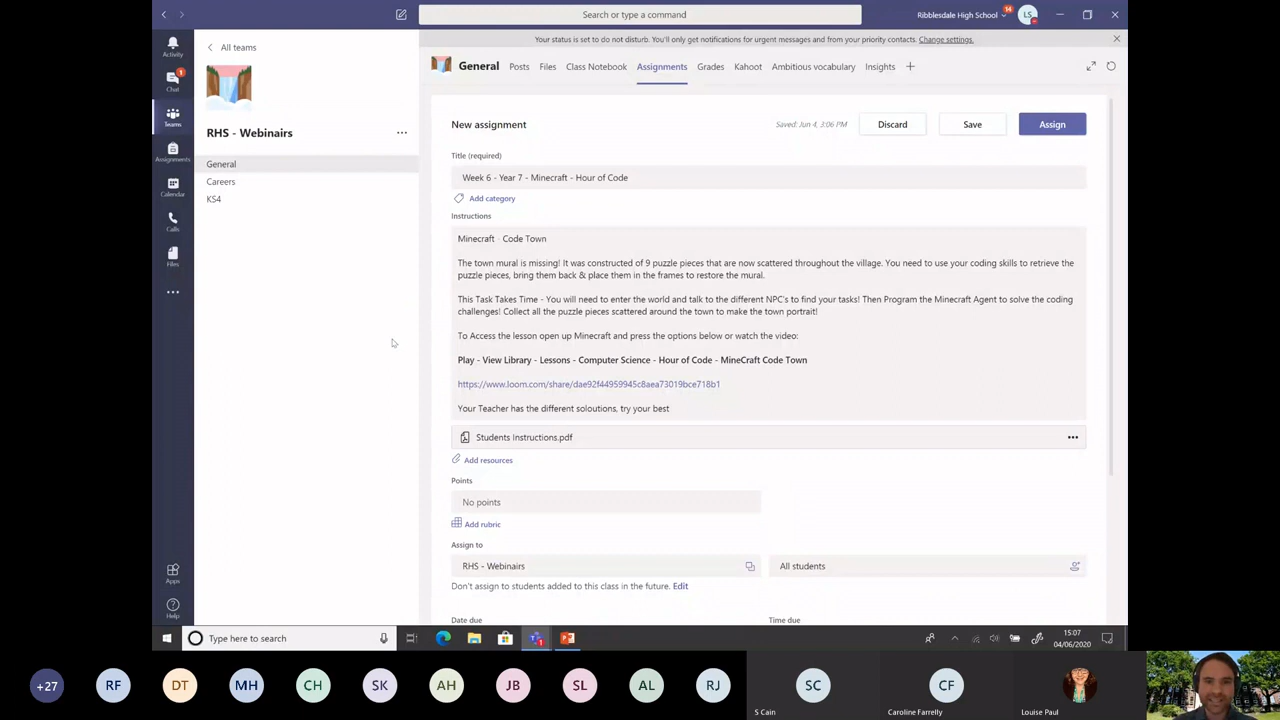 Search or type a command
Ribblesdale High School
14
LS
Your status is set to do not disturb. You'll only get notifications for urgent messages and from your priority contacts. Change settings.
Activity
Chat
1
Teams
Assignments
Calendar
Calls
Files
Apps
Help
All teams
RHS - Webinairs
General
Careers
KS4
General Posts Files Class Notebook Assignments Grades Kahoot Ambitious vocabulary Insights
New assignment
Saved: Jun 4, 3:06 PM
Discard
Save
Assign
Title (required)
Week 6 - Year 7 - Minecraft - Hour of Code
Add category
Instructions
Minecraft Code Town
The town mural is missing! It was constructed of 9 puzzle pieces that are now scattered throughout the village. You need to use your coding skills to retrieve the
puzzle pieces, bring them back & place them in the frames to restore the mural.
This Task Takes Time - You will need to enter the world and talk to the different NPC's to find your tasks! Then Program the Minecraft Agent to solve the coding
challenges! Collect all the puzzle pieces scattered around the town to make the town portrait!
To Access the lesson open up Minecraft and press the options below or watch the video:
Play - View Library - Lessons - Computer Science - Hour of Code - MineCraft Code Town
https://www.loom.com/share/dae92f44959945c8aea73019bce718b1
Your Teacher has the different soloutions, try your best
Students Instructions.pdf
Add resources
Points
No points
Add rubric
Assign to
RHS - Webinairs
All students
Don't assign to students added to this class in the future. Edit
Date due
Time due
Type here to search
15:07
04/06/2020
+27 RF DT MH CH SK AH JB SL AL RJ SC CF
S Cain
Caroline Farrelly
Louise Paul